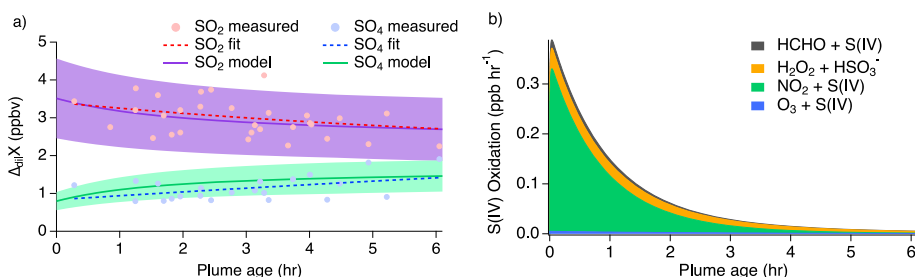 a)
SO2 measured
SO2 fit
SO2 model
SO4 measured
SO4 fit
SO4 model
ΔdilX (ppbv)
5
4
3
2
1
0
0
1
2
3
4
5
6
Plume age (hr)
b)
HCHO + S(IV)
H2O2 + HSO3-
NO2 + S(IV)
O3 + S(IV)
S(IV) Oxidation (ppb hr-1)
0.3
0.2
0.1
0.0
0
1
2
3
4
5
6
Plume age (hr)